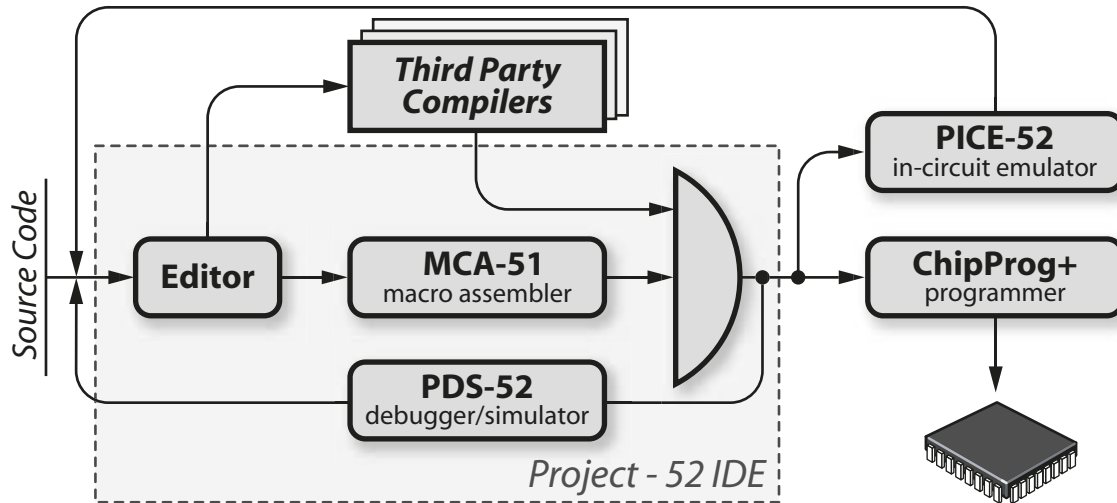 Third Party
Compilers
PICE-52
in-circuit emulator
Source Code
Editor
MCA-51
macro assembler
ChipProg+
programmer
PDS-52
debugger/simulator
Project - 52 IDE